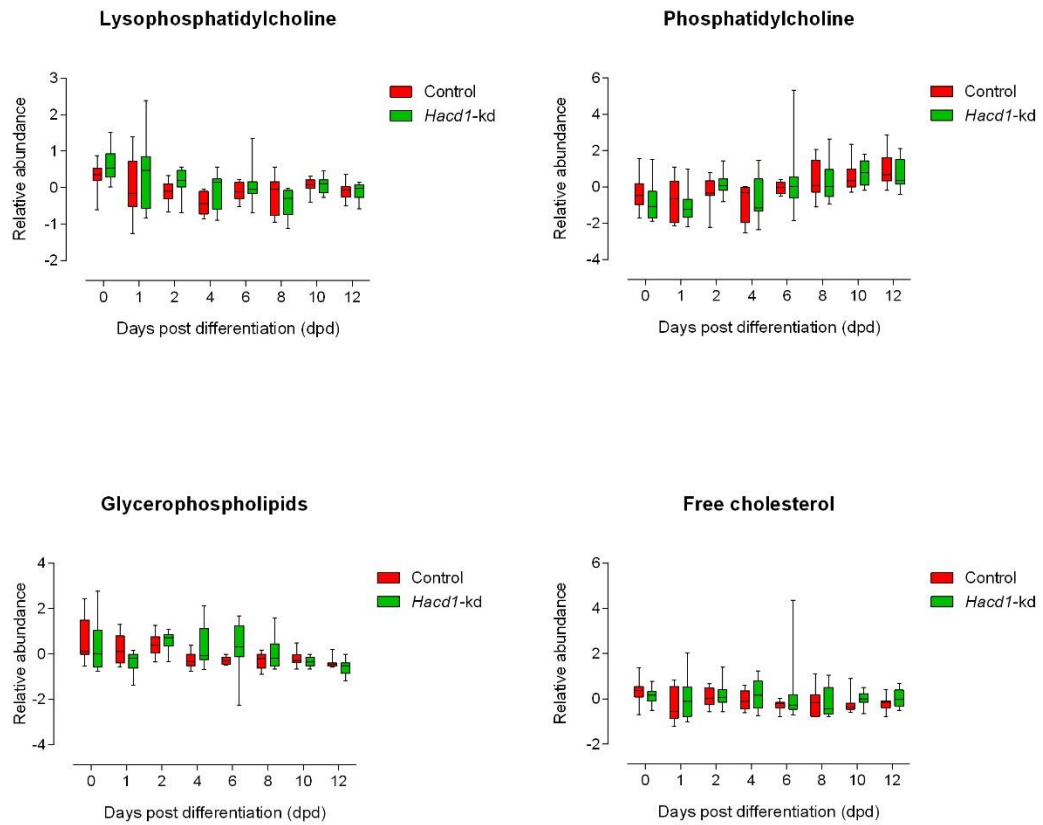 Lysophosphatidylcholine
3
2
1
0
-1
-2
Relative abundance
0 1 2 4 6 8 10 12
Days post differentiation (dpd)
Control
Hacd1-kd
Phosphatidylcholine
6
4
2
0
-2
-4
Relative abundance
0 1 2 4 6 8 10 12
Days post differentiation (dpd)
Control
Hacd1-kd
Glycerophospholipids
4
2
0
-2
-4
Relative abundance
0 1 2 4 6 8 10 12
Days post differentiation (dpd)
Control
Hacd1-kd
Free cholesterol
6
4
2
0
-2
Relative abundance
0 1 2 4 6 8 10 12
Days post differentiation (dpd)
Control
Hacd1-kd